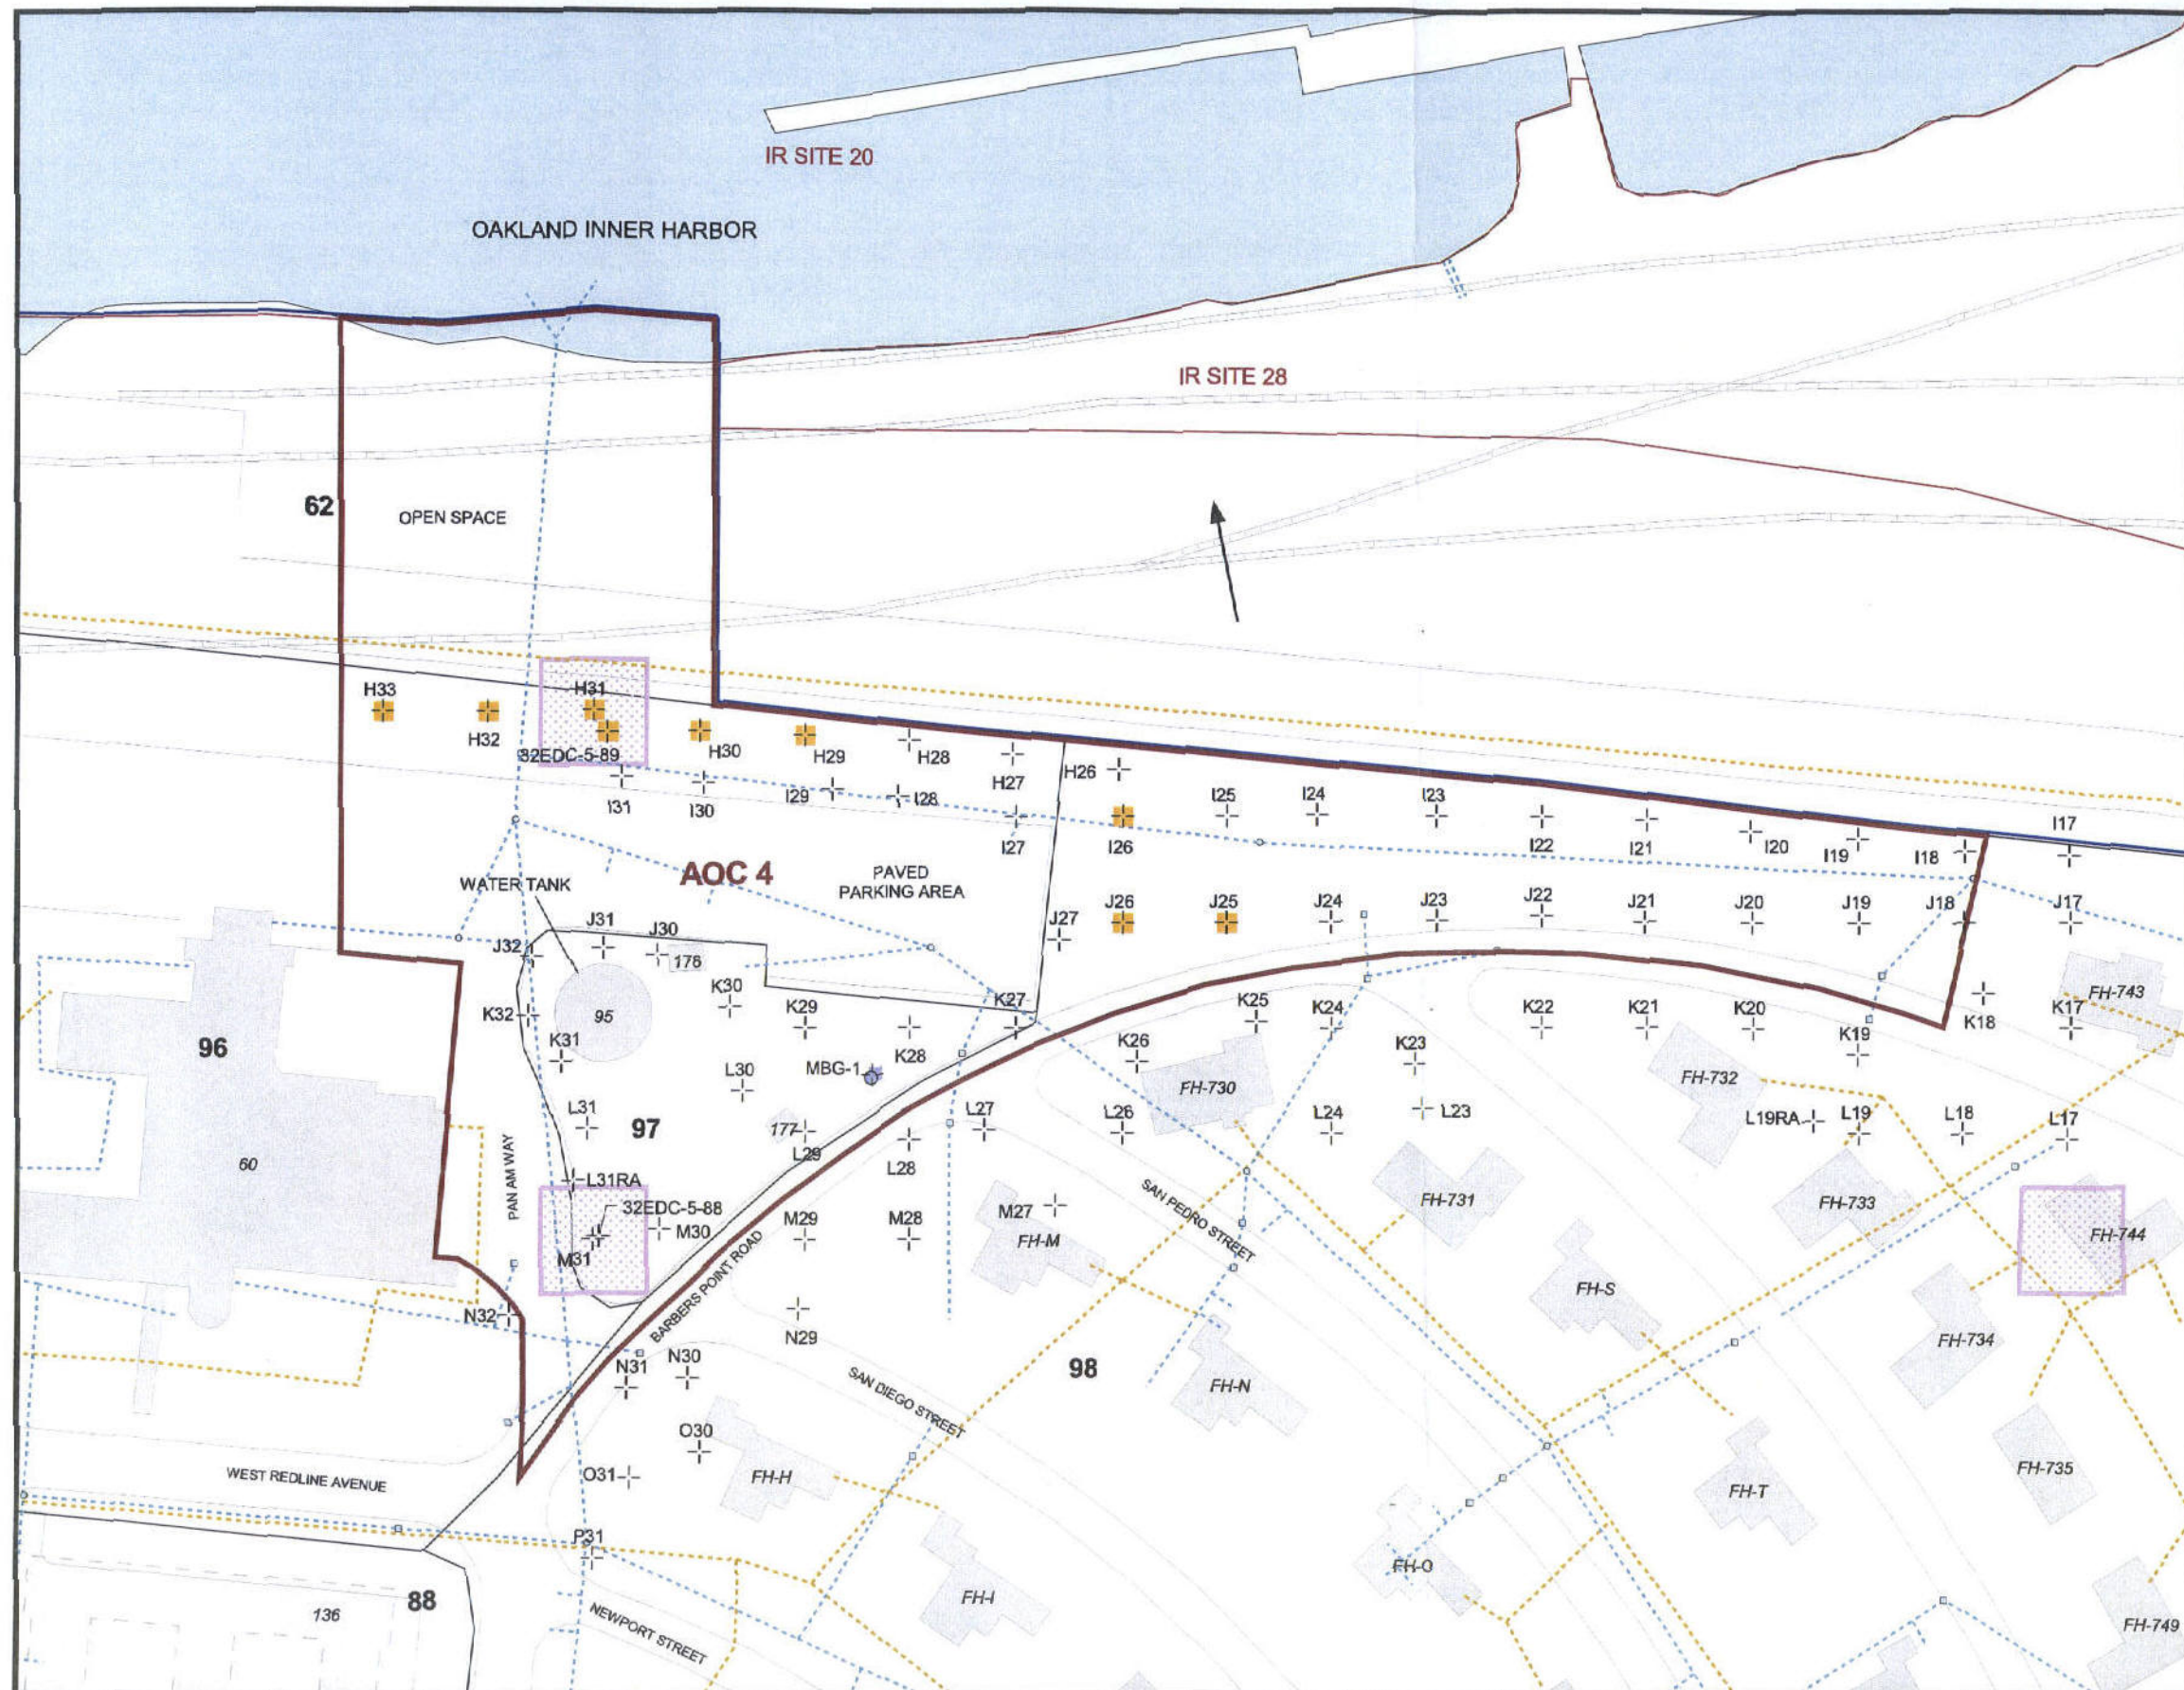 IR SITE 20
OAKLAND INNER HARBOR
IR SITE 28
62
OPEN SPACE
H33
H32
H31
32EDC-5-89
H30
H29
H28
H27
H26
I31
I30
I29
I28
I27
I26
I25
I24
I23
I22
I21
I20
I19
I18
I17
AOC 4
PAVED
PARKING AREA
WATER TANK
J32
J31
J30
176
J27
J26
J25
J24
J23
J22
J21
J20
J19
J18
J17
K32
95
K31
K30
K29
K28
K27
K26
K25
K24
K23
K22
K21
K20
K19
K18
K17
FH-743
96
60
MBG-1
L30
L31
97
177
L29
L28
L27
L26
FH-730
L24
L23
FH-732
L19RA
L19
L18
L17
PAN AM WAY
L31RA
32EDC-5-88
M31
M30
M29
M28
M27
FH-M
SAN PEDRO STREET
FH-731
FH-733
FH-744
BARBERS POINT ROAD
N32
N31
N30
N29
98
FH-S
FH-734
FH-N
SAN DIEGO STREET
O30
O31
FH-H
WEST REDLINE AVENUE
FH-T
FH-735
P31
FH-O
FH-I
88
136
NEWPORT STREET
FH-749